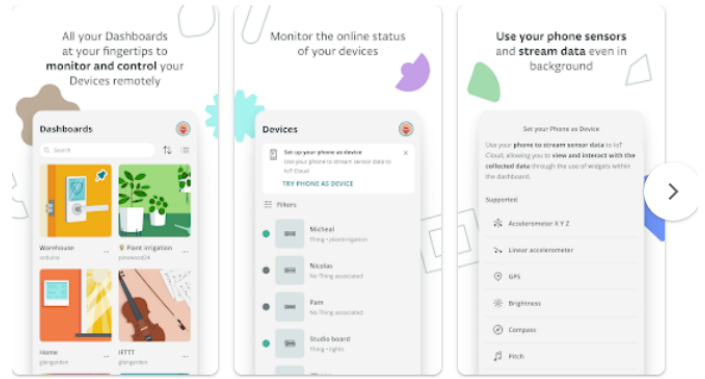 All your Dashboards
at your fingertips to
monitor and control your
Devices remotely
Dashboards
Search
Warehouse
arduino
Plant irrigation
pinewood24
Home
glengarden
IFTTT
glengarden
Monitor the online status
of your devices
Devices
Set up your phone as device
Use your phone to stream sensor data to
IoT Cloud
TRY PHONE AS DEVICE
Filters
Micheal
Thing • plantirrigation
Nicolas
No Thing associated
Pam
No Thing associated
Studio board
Thing • lights
Use your phone sensors
and stream data even in
background
Set your Phone as Device
Use your phone to stream sensor data to IoT
Cloud, allowing you to view and interact with the
collected data through the use of widgets within
the dashboard.
Supported
Accelerometer X Y Z
Linear accelerometer
GPS
Brightness
Compass
Pitch